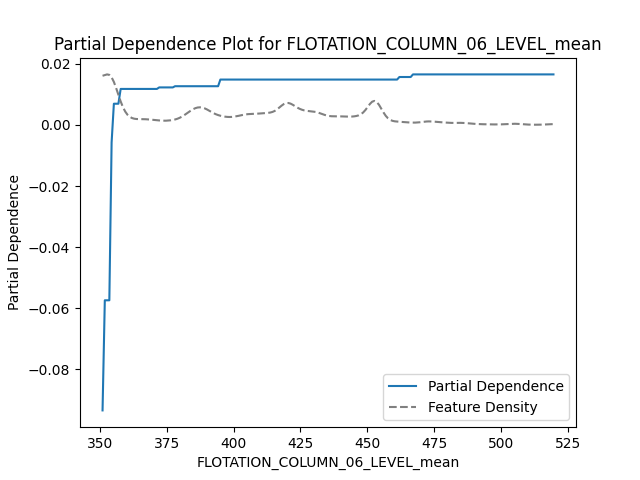 Partial Dependence Plot for FLOTATION_COLUMN_06_LEVEL_mean
0.02
0.00
−0.02
−0.04
−0.06
−0.08
Partial Dependence
Partial Dependence
Feature Density
350 375 400 425 450 475 500 525
FLOTATION_COLUMN_06_LEVEL_mean